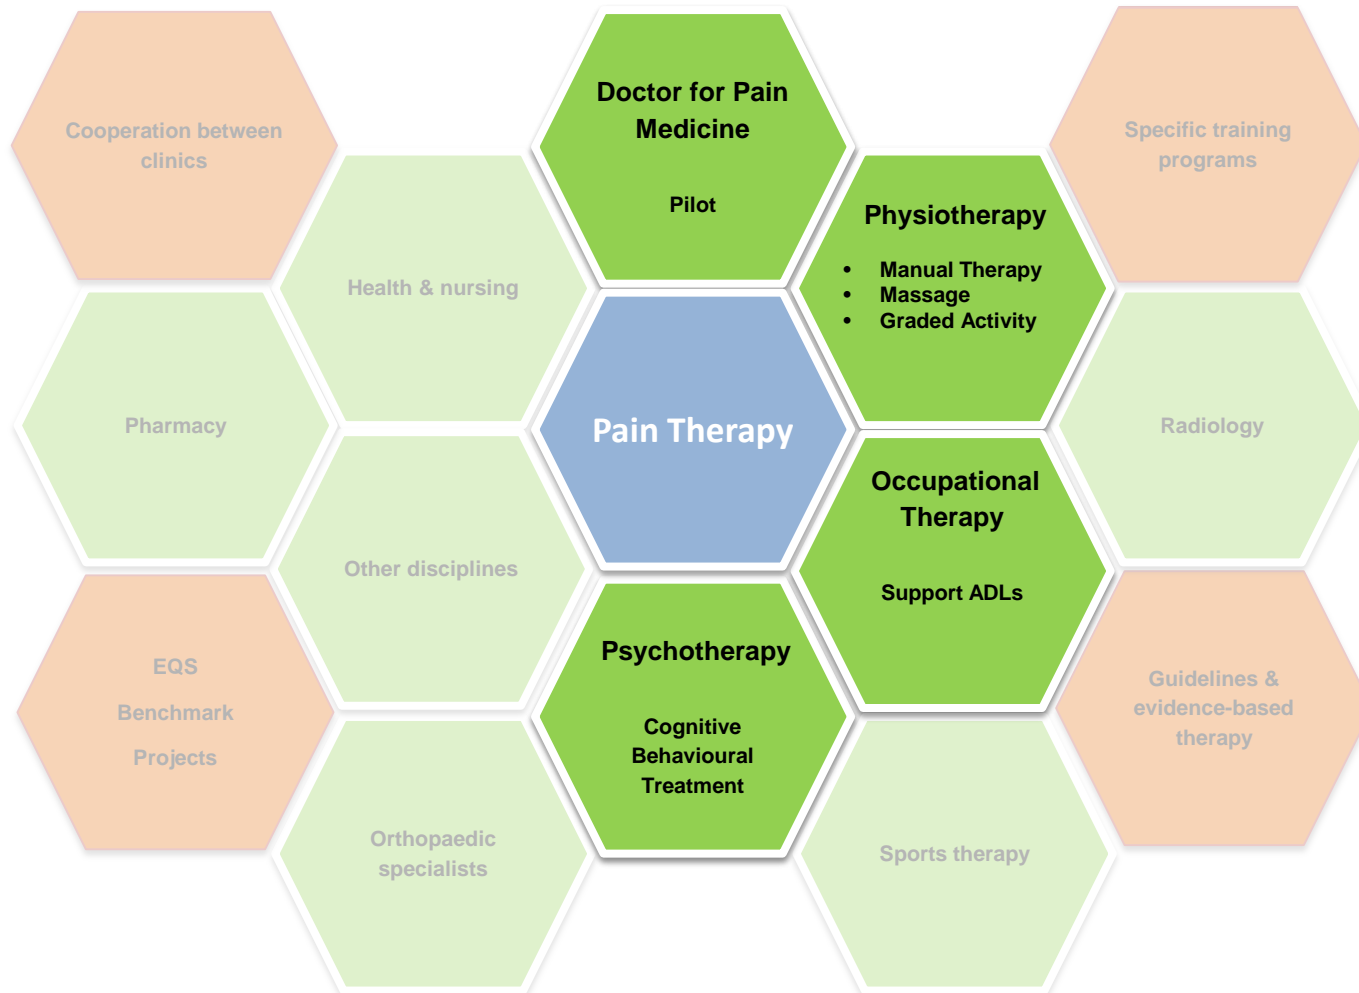 Doctor for Pain
Medicine
Pilot
Cooperation between
clinics
Specific training
programs
Physiotherapy
• Manual Therapy
• Massage
• Graded Activity
Health & nursing
Pharmacy
Pain Therapy
Radiology
Occupational
Therapy
Support ADLs
Other disciplines
Psychotherapy
Cognitive
Behavioural
Treatment
EQS
Benchmark
Projects
Guidelines &
evidence-based
therapy
Orthopaedic
specialists
Sports therapy